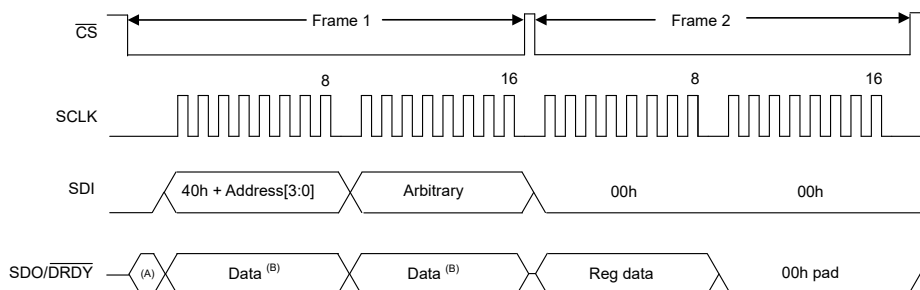 Frame 1 Frame 2
CS
8 16 8 16
SCLK
SDI 40h + Address[3:0] Arbitrary 00h 00h
SDO/DRDY (A) Data (B) Data (B) Reg data 00h pad